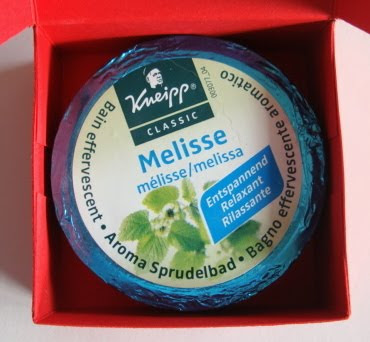 Kneipp
CLASSIC
Melisse
mélisse/melissa
Entspannend
Relaxant
Rilassante
Bain effervescent • Aroma Sprudelbad • Bagno effervescente aromatico